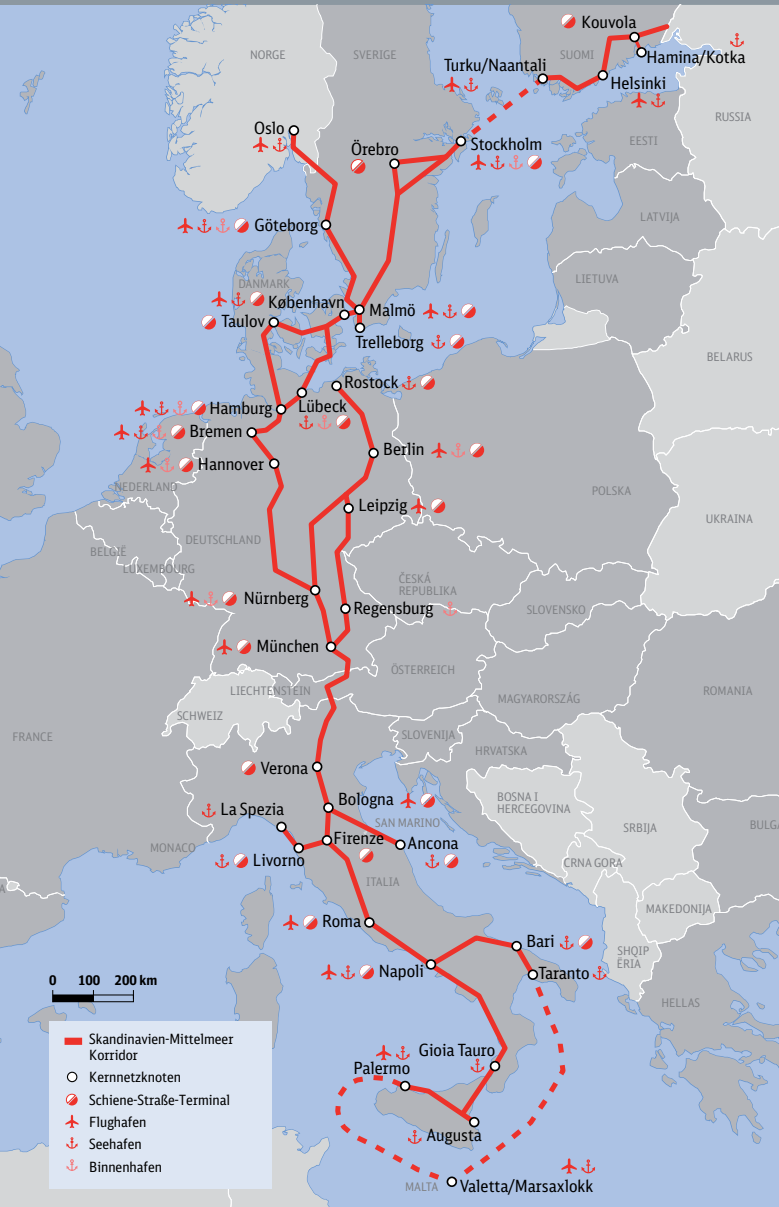 Kouvola
NORGE
SVERIGE
SUOMI
Hamina/Kotka
Turku/Naantali
Helsinki
RUSSIA
Oslo
Örebro
Stockholm
EESTI
Göteborg
LATVIJA
LIETUVA
DANMARK
København
Malmö
Taulov
Trelleborg
BELARUS
Rostock
Hamburg
Lübeck
Bremen
Berlin
Hannover
NEDERLAND
POLSKA
Leipzig
UKRAINA
DEUTSCHLAND
BELGIË
LUXEMBOURG
ČESKÁ
REPUBLIKA
Nürnberg
Regensburg
SLOVENSKO
München
ÖSTERREICH
LIECHTENSTEIN
MAGYARORSZÁG
ROMANIA
SCHWEIZ
FRANCE
SLOVENIJA
HRVATSKA
Verona
BOSNA I
HERCEGOVINA
Bologna
La Spezia
SAN MARINO
SRBIJA
BULGA
Firenze
Ancona
MONACO
Livorno
CRNA GORA
ITALIA
MAKEDONIJA
Roma
Bari
SHQIP
ËRIA
Napoli
Taranto
0 100 200 km
HELLAS
Skandinavien-Mittelmeer
Korridor
Kernnetzknoten
Schiene-Straße-Terminal
Flughafen
Seehafen
Binnenhafen
Gioia Tauro
Palermo
Augusta
MALTA
Valetta/Marsaxlokk